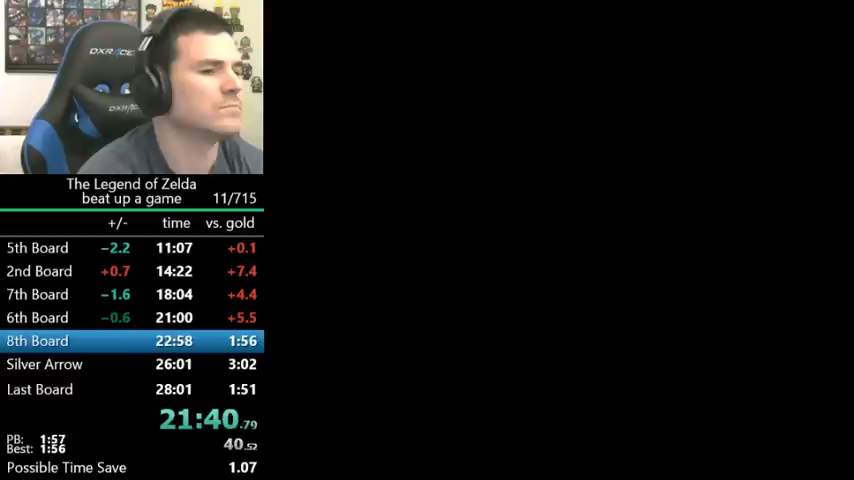 DXRACER
DXRACER
The Legend of Zelda
beat up a game 11/715
+/- time vs. gold
5th Board −2.2 11:07 +0.1
2nd Board +0.7 14:22 +7.4
7th Board −1.6 18:04 +4.4
6th Board −0.6 21:00 +5.5
8th Board 22:58 1:56
Silver Arrow 26:01 3:02
Last Board 28:01 1:51
21:40.79
PB: 1:57
Best: 1:56 40.52
Possible Time Save 1.07